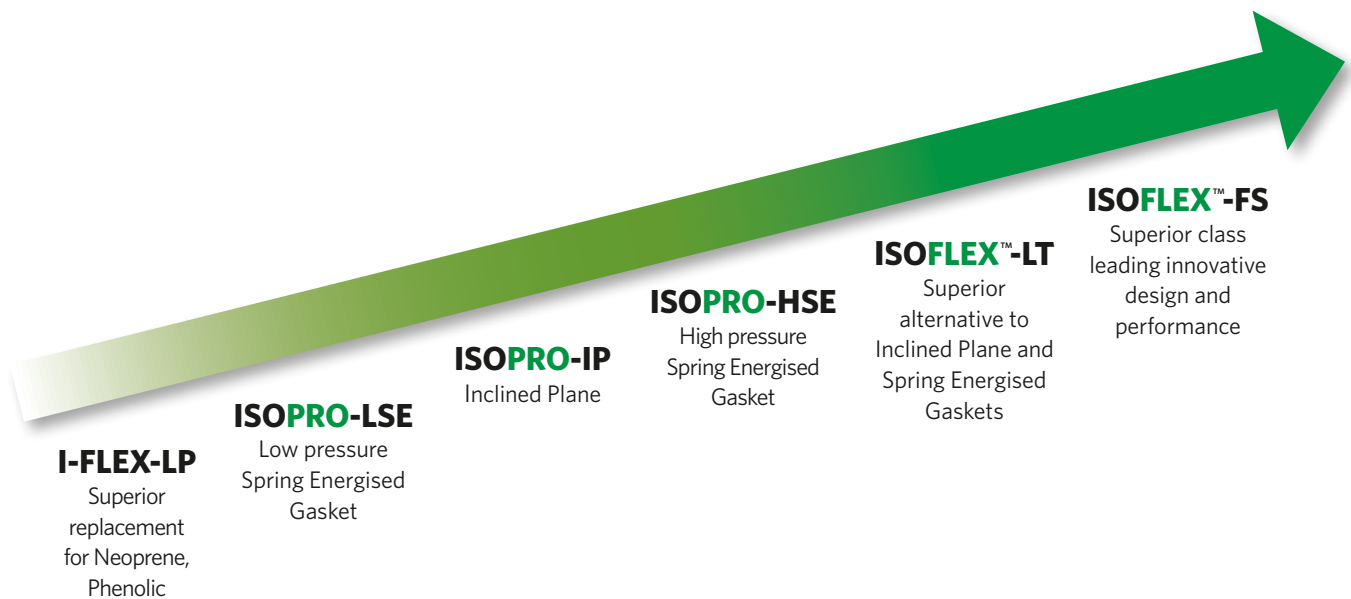 I-FLEX-LP
Superior
replacement
for Neoprene,
Phenolic
ISOPRO-LSE
Low pressure
Spring Energised
Gasket
ISOPRO-IP
Inclined Plane
ISOPRO-HSE
High pressure
Spring Energised
Gasket
ISOFLEX™-LT
Superior
alternative to
Inclined Plane and
Spring Energised
Gaskets
ISOFLEX™-FS
Superior class
leading innovative
design and
performance